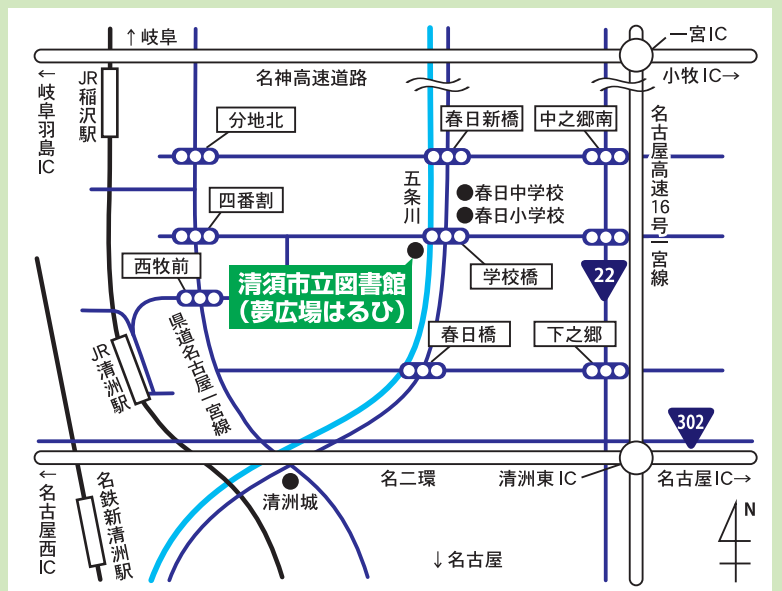 ↑岐阜
一宮IC
名神高速道路
小牧IC→
←岐阜羽島IC
JR稲沢駅
分地北
春日新橋
中之郷南
名古屋高速16号一宮線
五条川
春日中学校
春日小学校
四番割
西牧前
学校橋
清須市立図書館
(夢広場はるひ)
22
県道名古屋一宮線
春日橋
下之郷
JR清洲駅
302
名二環
清洲東IC
名古屋IC→
←名古屋西IC
名鉄新清洲駅
清洲城
↓名古屋
N